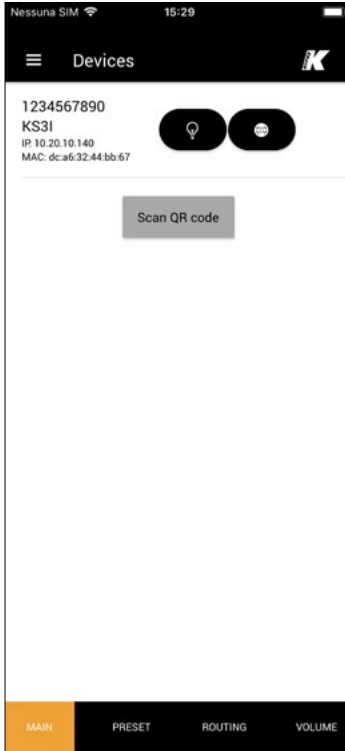 Nessuna SIM 15:29
Devices K
1234567890
KS3I
IP. 10.20.10.140
MAC: dc:a6:32:44:bb:67
Scan QR code
MAIN PRESET ROUTING VOLUME